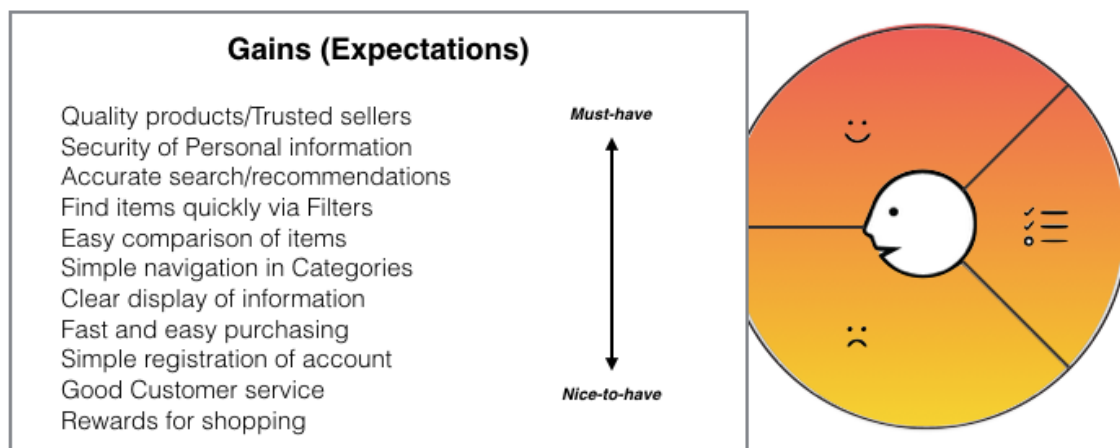 Gains (Expectations)
Quality products/Trusted sellers
Must-have
Security of Personal information
Accurate search/recommendations
Find items quickly via Filters
Easy comparison of items
Simple navigation in Categories
Clear display of information
Fast and easy purchasing
Simple registration of account
Good Customer service
Nice-to-have
Rewards for shopping